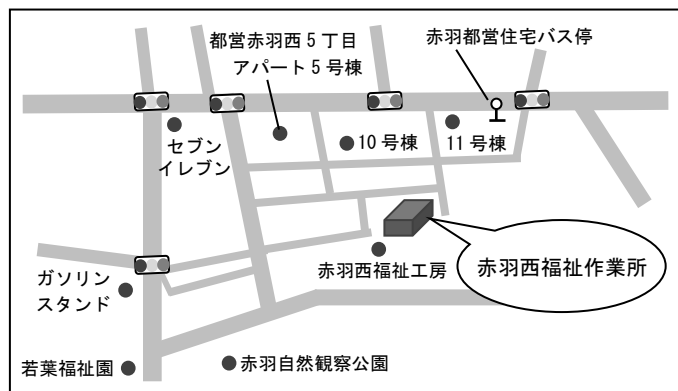 都営赤羽西5丁目
アパート5号棟
赤羽都営住宅バス停
セブン
イレブン
10号棟
11号棟
赤羽西福祉工房
赤羽西福祉作業所
ガソリン
スタンド
若葉福祉園
赤羽自然観察公園